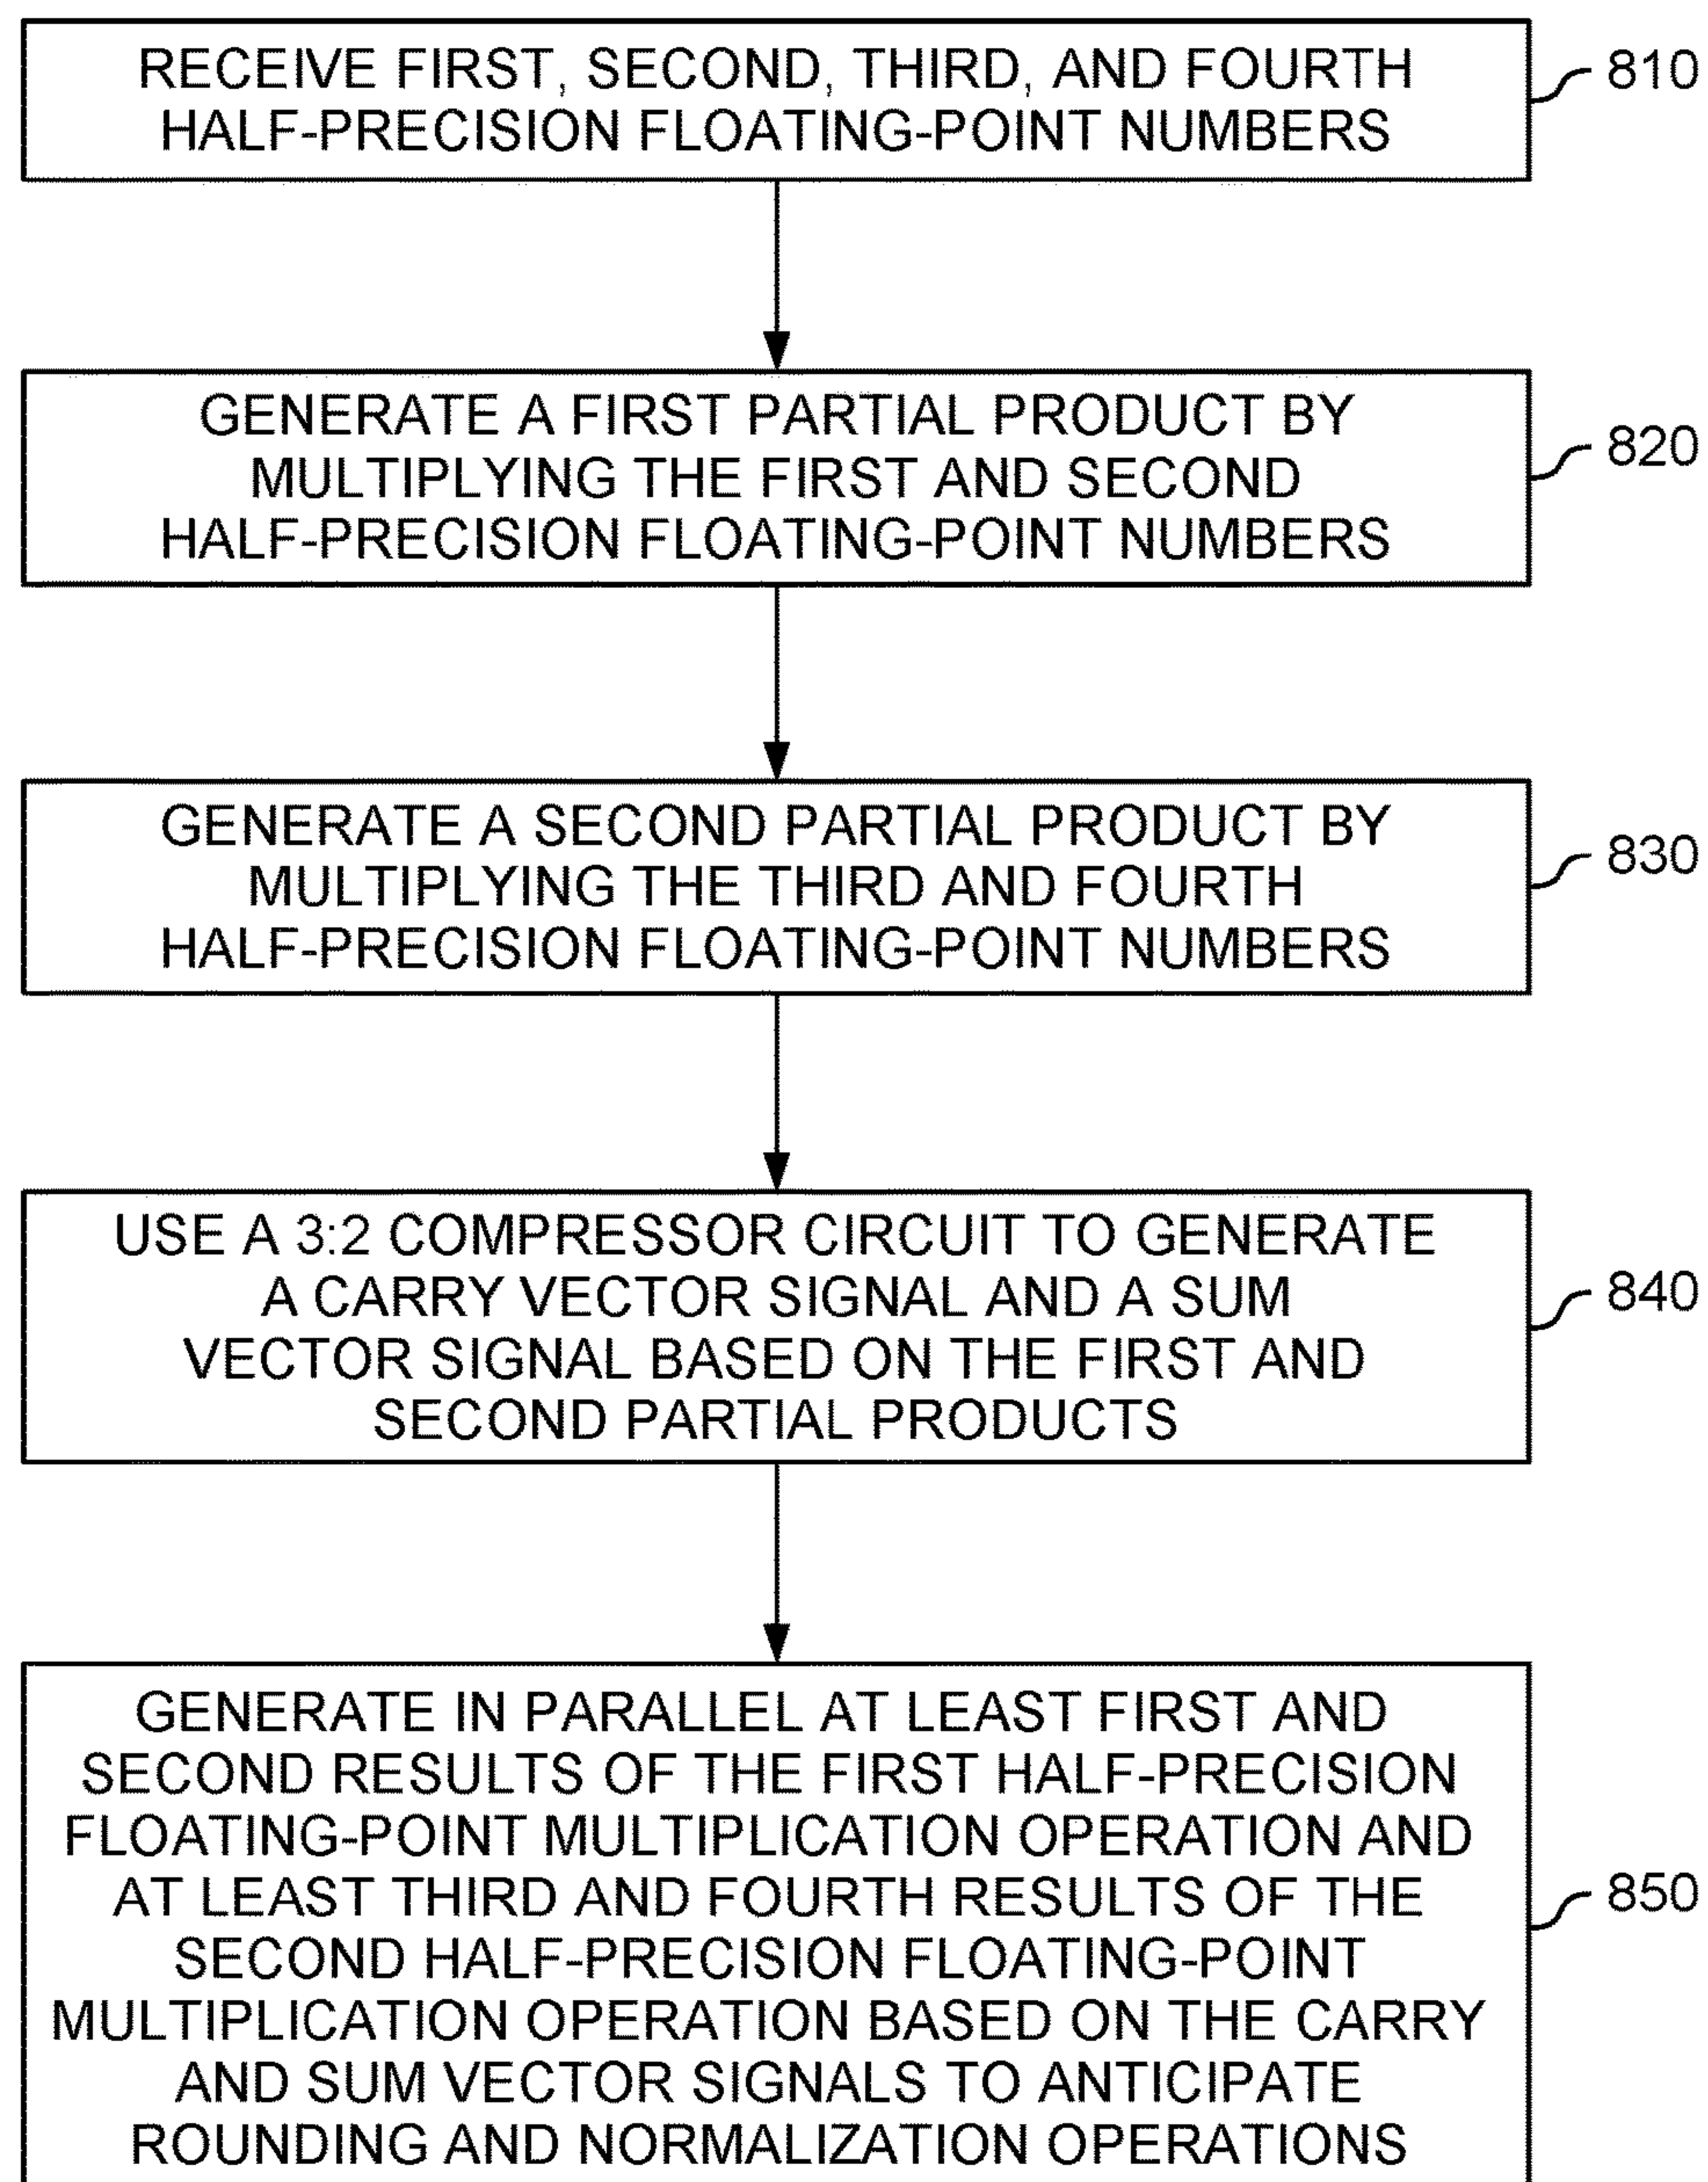 RECEIVE FIRST, SECOND, THIRD, AND FOURTH
HALF-PRECISION FLOATING-POINT NUMBERS
810
GENERATE A FIRST PARTIAL PRODUCT BY
MULTIPLYING THE FIRST AND SECOND
HALF-PRECISION FLOATING-POINT NUMBERS
820
GENERATE A SECOND PARTIAL PRODUCT BY
MULTIPLYING THE THIRD AND FOURTH
HALF-PRECISION FLOATING-POINT NUMBERS
830
USE A 3:2 COMPRESSOR CIRCUIT TO GENERATE
A CARRY VECTOR SIGNAL AND A SUM
VECTOR SIGNAL BASED ON THE FIRST AND
SECOND PARTIAL PRODUCTS
840
GENERATE IN PARALLEL AT LEAST FIRST AND
SECOND RESULTS OF THE FIRST HALF-PRECISION
FLOATING-POINT MULTIPLICATION OPERATION AND
AT LEAST THIRD AND FOURTH RESULTS OF THE
SECOND HALF-PRECISION FLOATING-POINT
MULTIPLICATION OPERATION BASED ON THE CARRY
AND SUM VECTOR SIGNALS TO ANTICIPATE
ROUNDING AND NORMALIZATION OPERATIONS
850